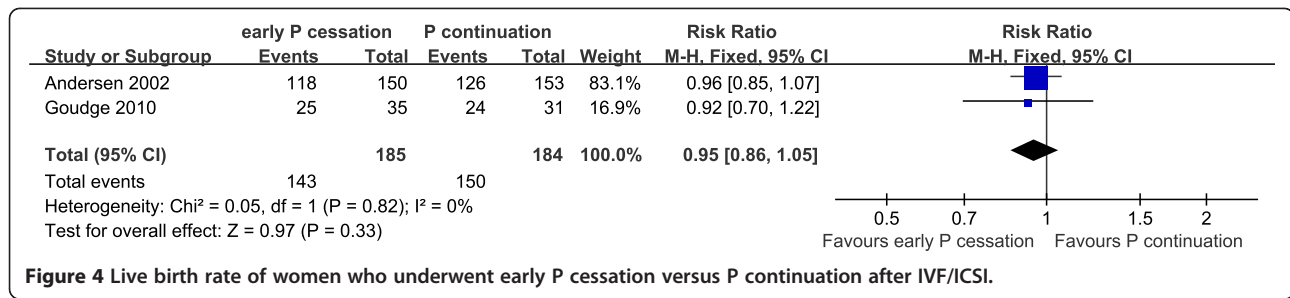 early P cessation P continuation Risk Ratio Risk Ratio
Study or Subgroup Events Total Events Total Weight M-H, Fixed, 95% CI M-H, Fixed, 95% CI
Andersen 2002 118 150 126 153 83.1% 0.96 [0.85, 1.07]
Goudge 2010 25 35 24 31 16.9% 0.92 [0.70, 1.22]
Total (95% CI) 185 184 100.0% 0.95 [0.86, 1.05]
Total events 143 150
Heterogeneity: Chi² = 0.05, df = 1 (P = 0.82); I² = 0%
Test for overall effect: Z = 0.97 (P = 0.33)
0.5 0.7 1 1.5 2
Favours early P cessation Favours P continuation
Figure 4 Live birth rate of women who underwent early P cessation versus P continuation after IVF/ICSI.